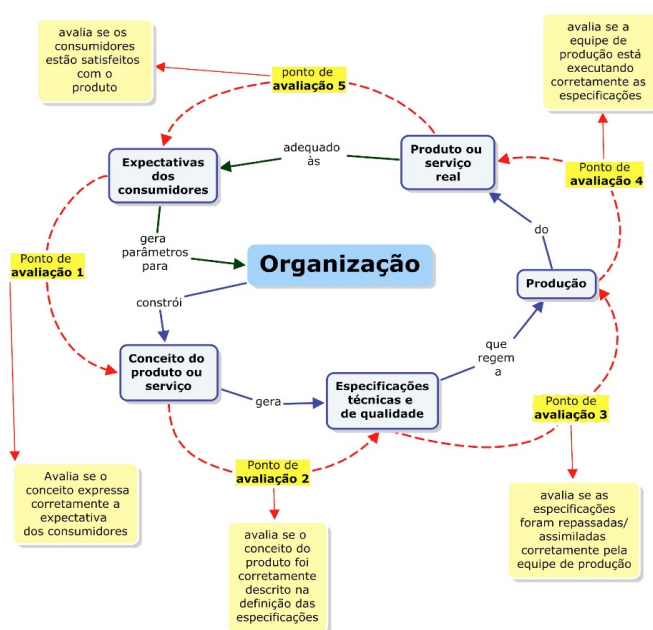 avalia se os
consumidores
estão satisfeitos
com o
produto
ponto de
avaliação 5
avalia se a
equipe de
produção está
executando
corretamente as
especificações
Expectativas
dos
consumidores
adequado
às
Produto ou
serviço
real
Ponto de
avaliação 4
gera
parâmetros
para
Organização
do
Produção
Ponto de
avaliação 1
constrói
Conceito do
produto ou
serviço
gera
Especificações
técnicas e
de qualidade
que
regem
a
Ponto de
avaliação 3
Ponto de
avaliação 2
Avalia se o
conceito expressa
corretamente a
expectativa
dos consumidores
avalia se o
conceito do
produto foi
corretamente
descrito na
definição das
especificações
avalia se as
especificações
foram repassadas/
assimiladas
corretamente pela
equipe de produção